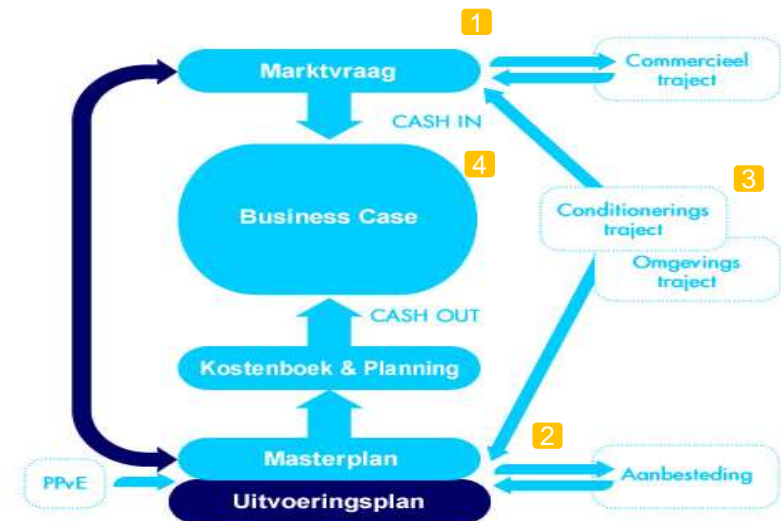 1
Marktvraag
Commercieel
traject
CASH IN
4
3
Business Case
Conditionerings
traject
Omgevings
traject
CASH OUT
Kostenboek & Planning
2
Masterplan
Aanbesteding
PPvE
Uitvoeringsplan